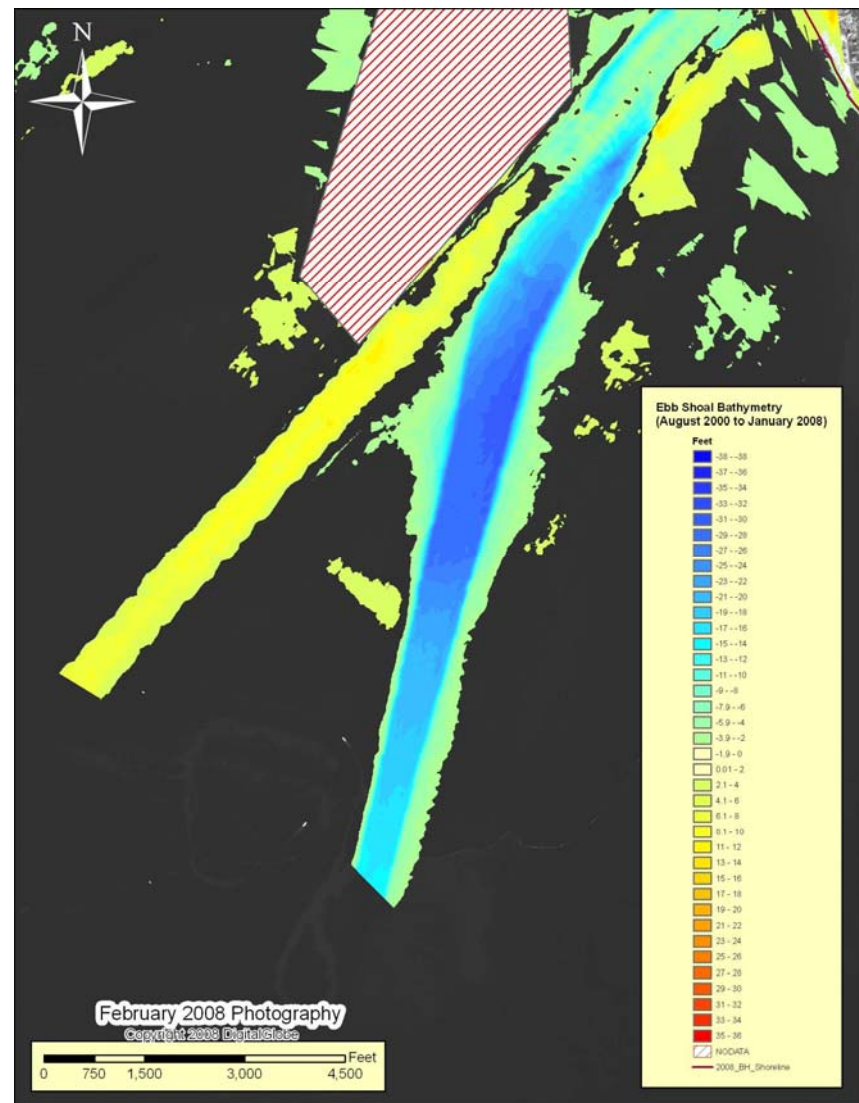 N
Ebb Shoal Bathymetry
(August 2000 to January 2008)
Feet
-38 - -38
-37 - -36
-35 - -34
-33 - -32
-31 - -30
-29 - -28
-27 - -26
-25 - -24
-23 - -22
-21 - -20
-19 - -18
-17 - -16
-15 - -14
-13 - -12
-11 - -10
-9 - -8
-7.9 - -6
-5.9 - -4
-3.9 - -2
-1.9 - 0
0.01 - 2
2.1 - 4
4.1 - 6
6.1 - 8
8.1 - 10
11 - 12
13 - 14
15 - 16
17 - 18
19 - 20
21 - 22
23 - 24
25 - 26
27 - 28
29 - 30
31 - 32
33 - 34
35 - 36
NODATA
2008_BH_Shoreline
February 2008 Photography
Copyright 2008 DigitalGlobe
Feet
0 750 1,500 3,000 4,500